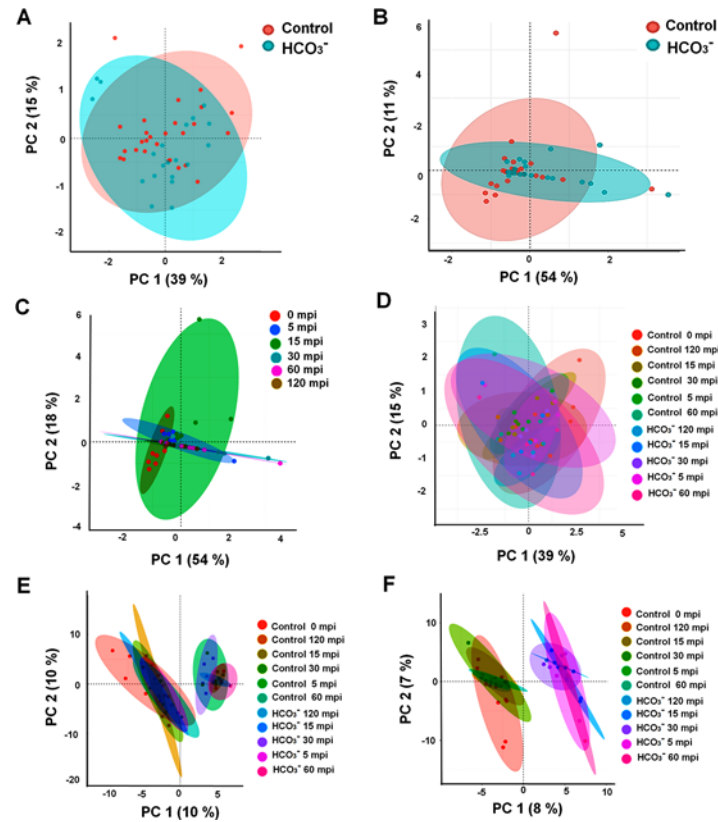 A
Control
HCO₃⁻
2
1
0
-1
-2
PC 2 (15 %)
-2
0
2
PC 1 (39 %)
B
Control
HCO₃⁻
6
4
2
0
-2
PC 2 (11 %)
-2
0
2
PC 1 (54 %)
C
0 mpi
5 mpi
15 mpi
30 mpi
60 mpi
120 mpi
6
4
2
0
-2
-4
PC 2 (18 %)
-2
0
2
4
PC 1 (54 %)
D
Control 0 mpi
Control 120 mpi
Control 15 mpi
Control 30 mpi
Control 5 mpi
Control 60 mpi
HCO₃⁻ 120 mpi
HCO₃⁻ 15 mpi
HCO₃⁻ 30 mpi
HCO₃⁻ 5 mpi
HCO₃⁻ 60 mpi
3
2
1
0
-1
-2
PC 2 (15 %)
-2.5
0
2.5
5
PC 1 (39 %)
E
Control 0 mpi
Control 120 mpi
Control 15 mpi
Control 30 mpi
Control 5 mpi
Control 60 mpi
HCO₃⁻ 120 mpi
HCO₃⁻ 15 mpi
HCO₃⁻ 30 mpi
HCO₃⁻ 5 mpi
HCO₃⁻ 60 mpi
10
0
-10
-20
PC 2 (10 %)
-10
-5
0
5
PC 1 (10 %)
F
Control 0 mpi
Control 120 mpi
Control 15 mpi
Control 30 mpi
Control 5 mpi
Control 60 mpi
HCO₃⁻ 120 mpi
HCO₃⁻ 15 mpi
HCO₃⁻ 30 mpi
HCO₃⁻ 5 mpi
HCO₃⁻ 60 mpi
10
0
-10
PC 2 (7 %)
-5
0
5
10
PC 1 (8 %)